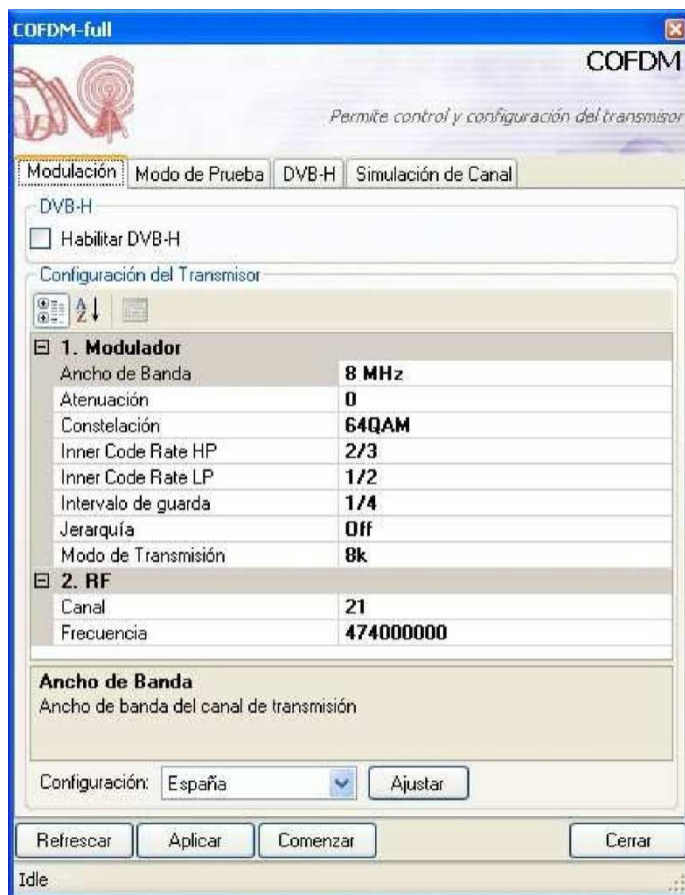 COFDM-full
COFDM
Permite control y configuración del transmisor
Modulación Modo de Prueba DVB-H Simulación de Canal
DVB-H
Habilitar DVB-H
Configuración del Transmisor
1. Modulador
Ancho de Banda 8 MHz
Atenuación 0
Constelación 64QAM
Inner Code Rate HP 2/3
Inner Code Rate LP 1/2
Intervalo de guarda 1/4
Jerarquía Off
Modo de Transmisión 8k
2. RF
Canal 21
Frecuencia 474000000
Ancho de Banda
Ancho de banda del canal de transmisión
Configuración: España Ajustar
Refrescar Aplicar Comenzar Cerrar
Idle